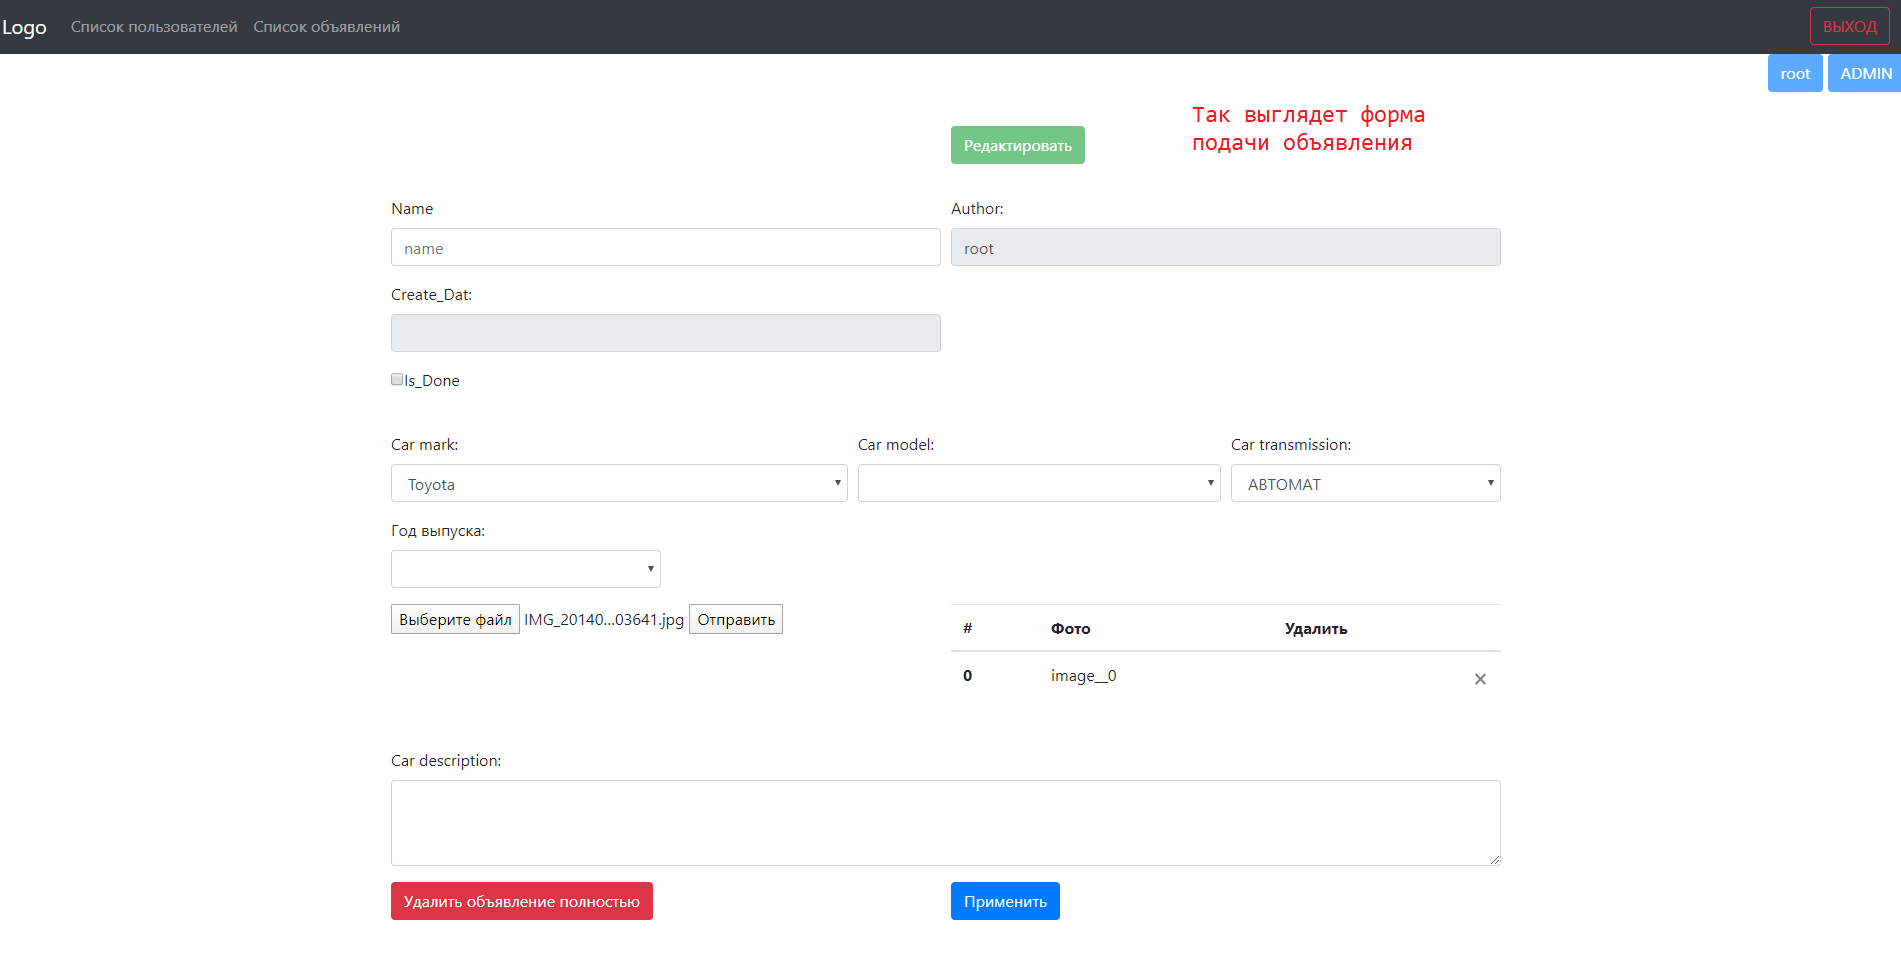 Logo Список пользователей Список объявлений ВЫХОД
root ADMIN
Так выглядет форма
подачи объявления
Редактировать
Name Author:
name root
Create_Dat:
Is_Done
Car mark: Car model: Car transmission:
Toyota АВТОМАТ
Год выпуска:
Выберите файл IMG_20140...03641.jpg Отправить
# Фото Удалить
0 image__0 ×
Car description:
Удалить объявление полностью Применить